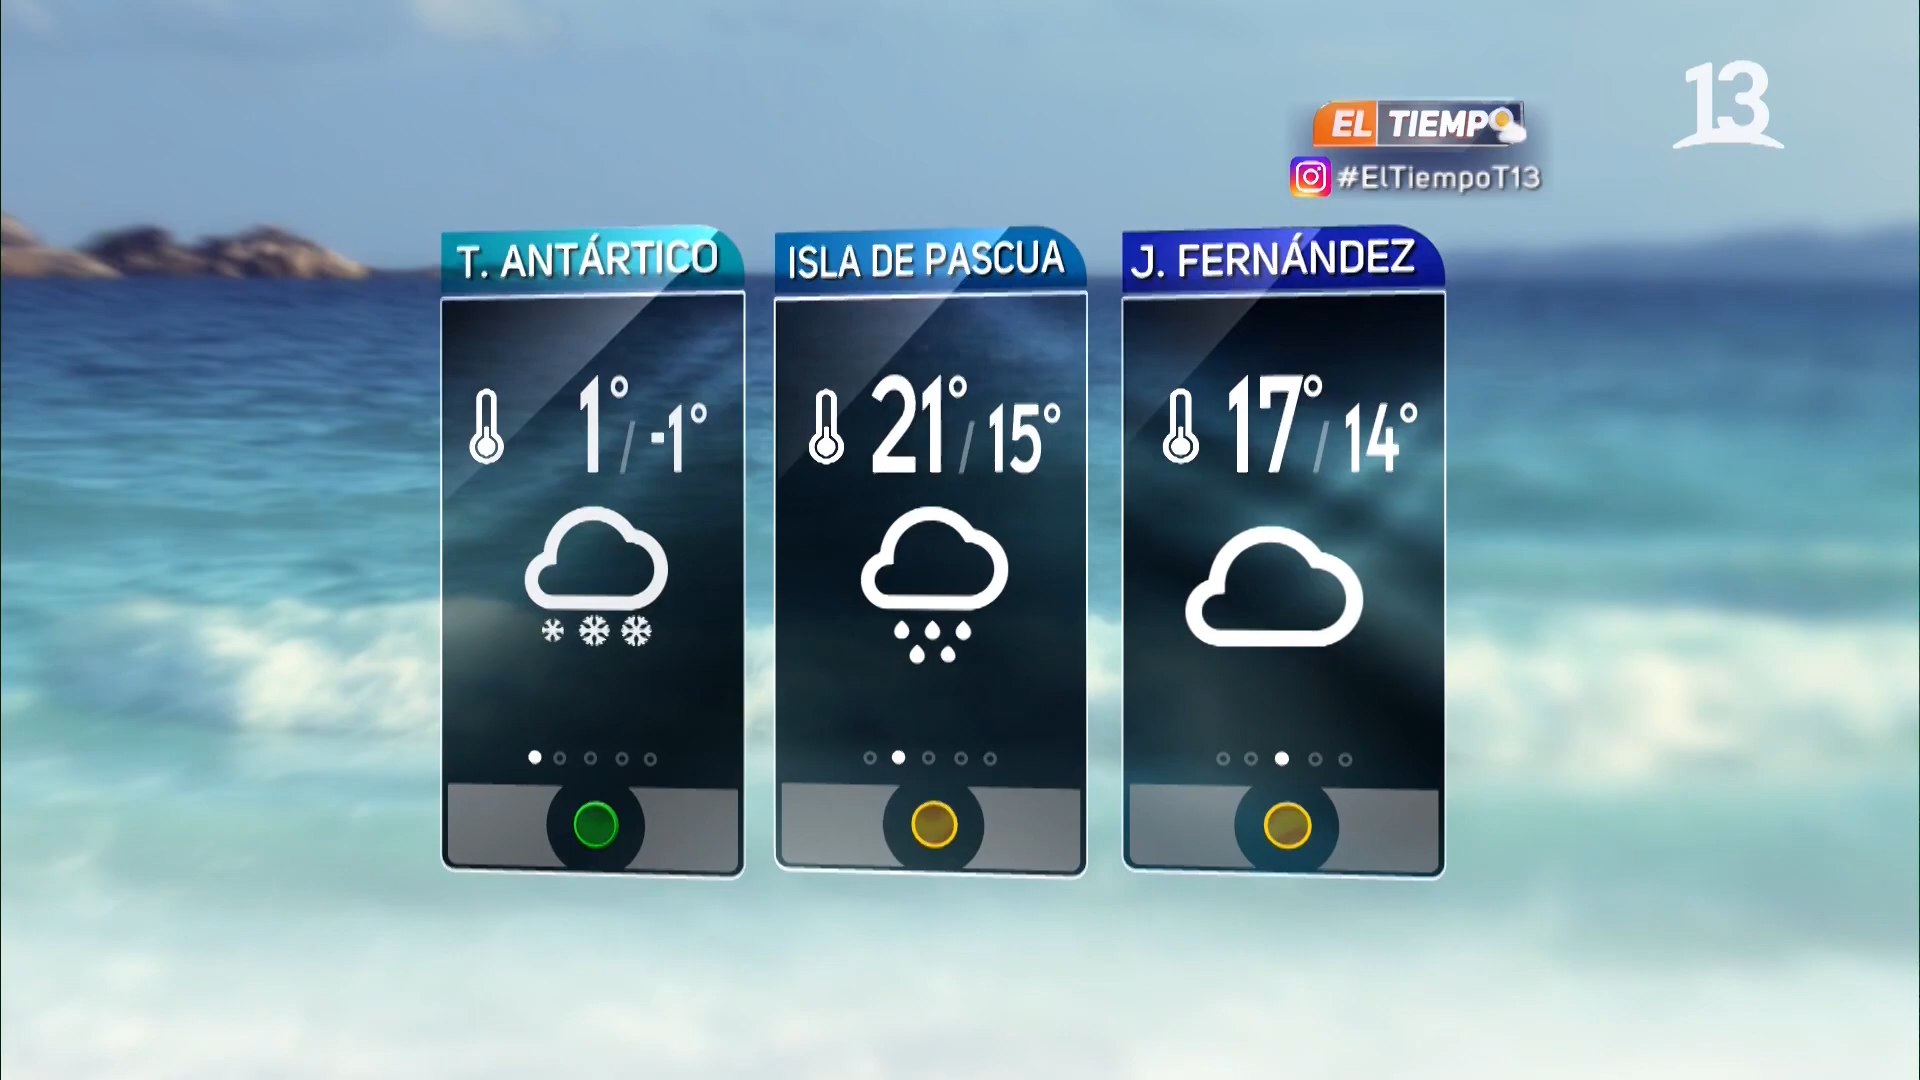 13
EL TIEMPO
#ElTiempoT13
T. ANTÁRTICO
1° / -1°
ISLA DE PASCUA
21° / 15°
J. FERNÁNDEZ
17° / 14°